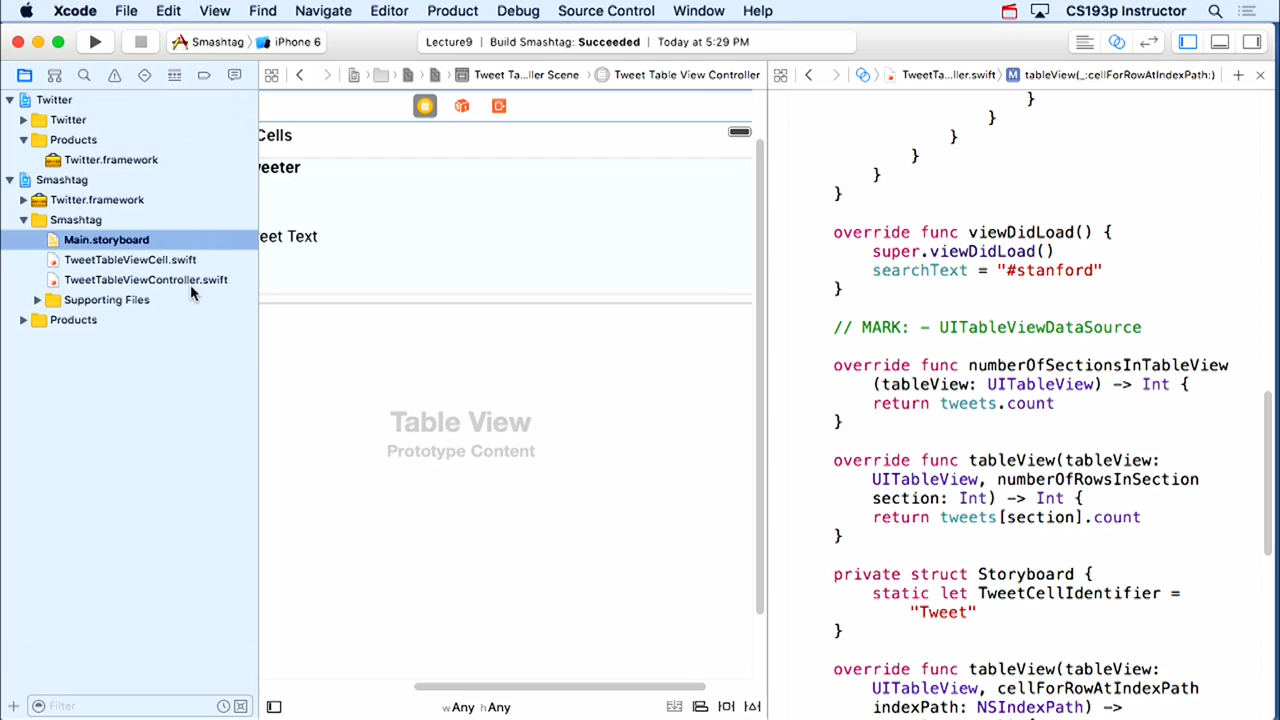 Xcode File Edit View Find Navigate Editor Product Debug Source Control Window Help CS193p Instructor
Smashtag iPhone 6 Lecture9 | Build Smashtag: Succeeded | Today at 5:29 PM
Tweet Ta...ller Scene Tweet Table View Controller
TweetTa...ller.swift M tableView(_:cellForRowAtIndexPath:)
Twitter
Twitter
Products
Twitter.framework
Smashtag
Twitter.framework
Smashtag
Main.storyboard
TweetTableViewCell.swift
TweetTableViewController.swift
Supporting Files
Products
Filter
Cells
weeter
eet Text
Table View
Prototype Content
wAny hAny
}
}
}
}
}
}
override func viewDidLoad() {
super.viewDidLoad()
searchText = "#stanford"
}
// MARK: - UITableViewDataSource
override func numberOfSectionsInTableView
(tableView: UITableView) -> Int {
return tweets.count
}
override func tableView(tableView:
UITableView, numberOfRowsInSection
section: Int) -> Int {
return tweets[section].count
}
private struct Storyboard {
static let TweetCellIdentifier =
"Tweet"
}
override func tableView(tableView:
UITableView, cellForRowAtIndexPath
indexPath: NSIndexPath) ->